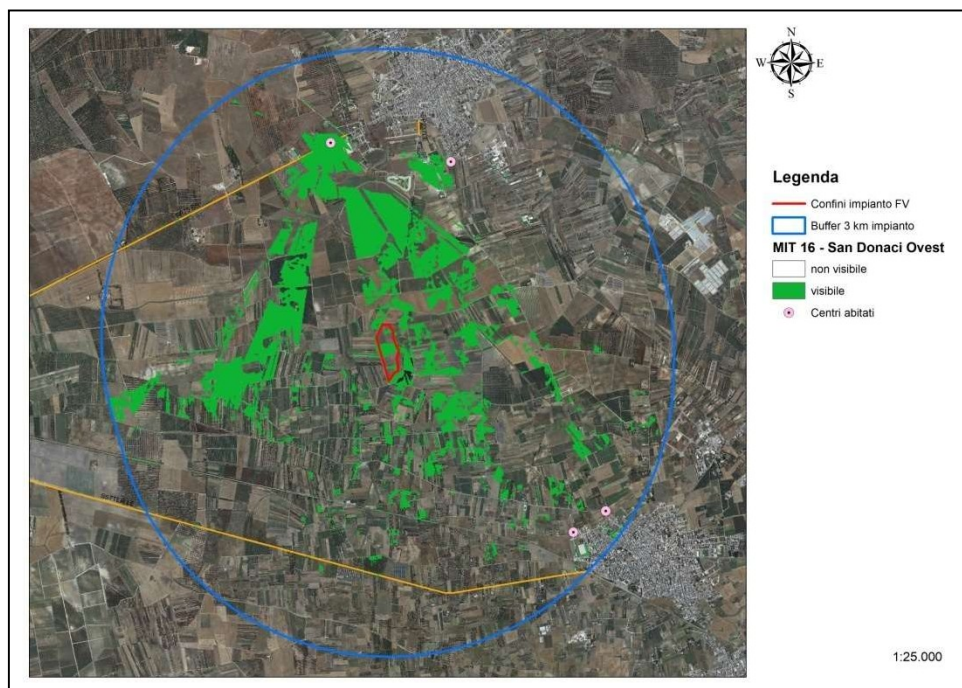 N
W E
S
Legenda
Confini impianto FV
Buffer 3 km impianto
MIT 16 - San Donaci Ovest
non visibile
visibile
Centri abitati
1:25.000